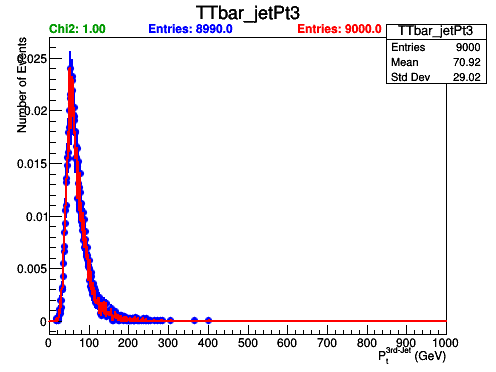 TTbar_jetPt3
Chi2: 1.00 Entries: 8990.0 Entries: 9000.0
TTbar_jetPt3
Entries 9000
Mean 70.92
Std Dev 29.02
Number of Events
0.025
0.02
0.015
0.01
0.005
0
0 100 200 300 400 500 600 700 800 900 1000
P_t^3rd-Jet (GeV)